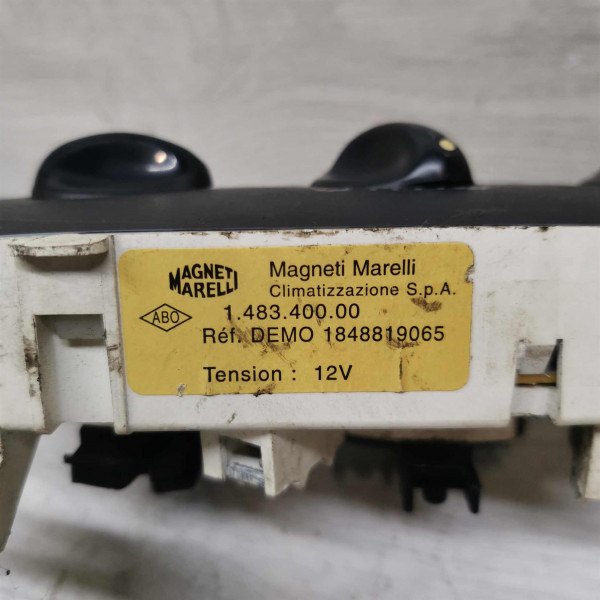 MAGNETI
MARELLI
Magneti Marelli
Climatizzazione S.p.A.
ABO
1.483.400.00
Réf. DEMO 1848819065
Tension : 12V